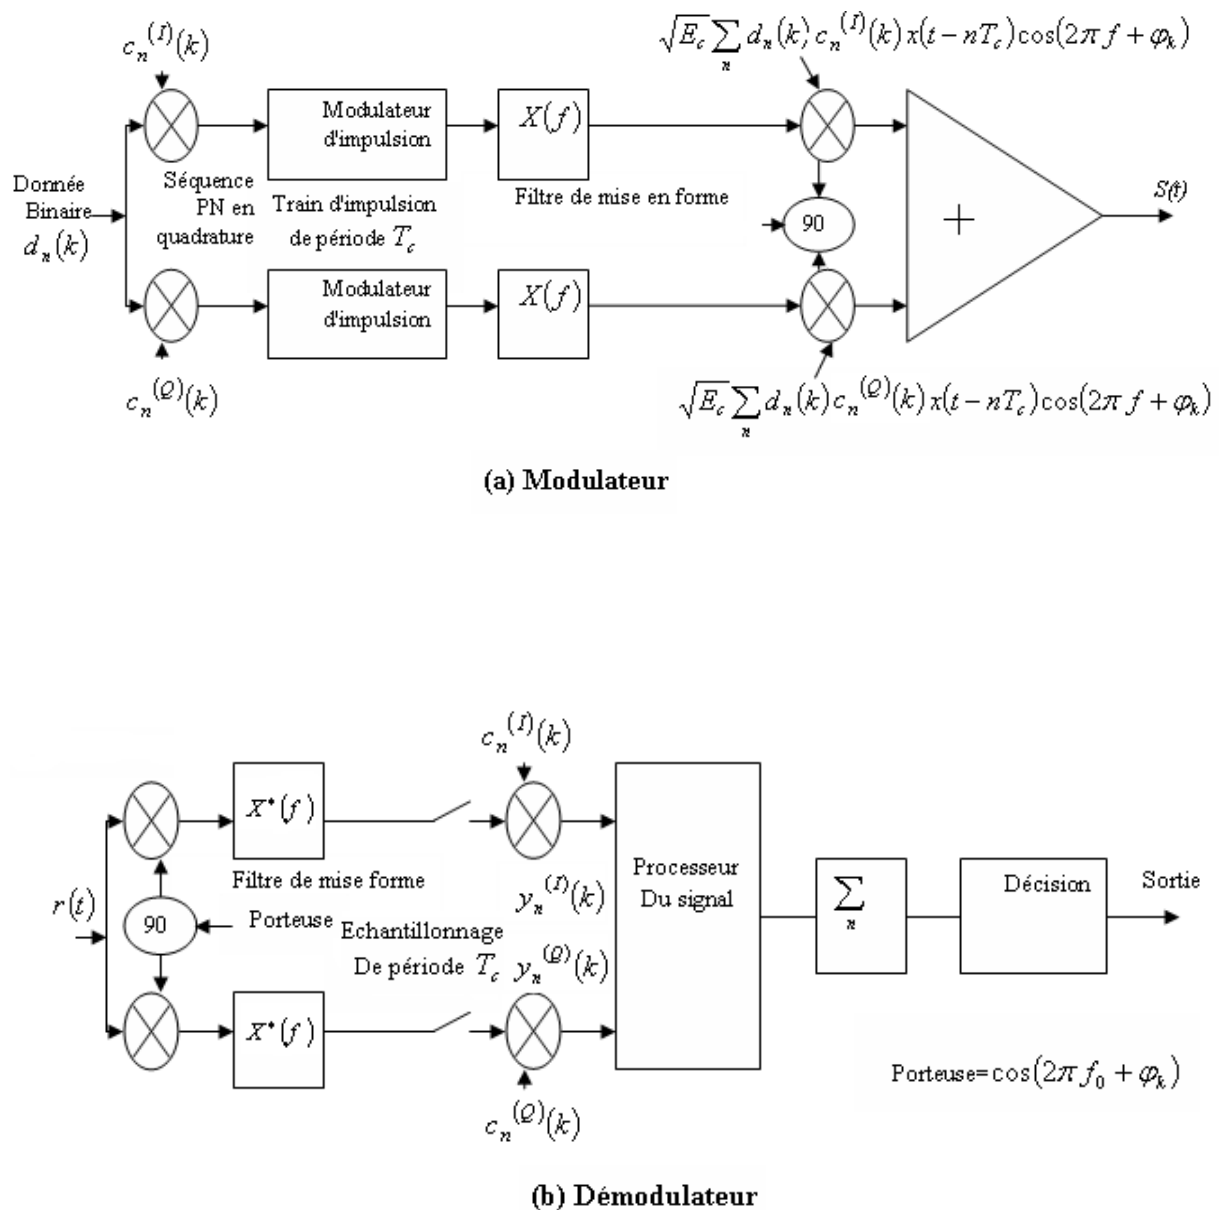 c_n^(I)(k)
√E_c ∑_n d_n(k) c_n^(I)(k) x(t−nT_c)cos(2πf+φ_k)
Modulateur
d'impulsion
X(f)
Donnée
Binaire
d_n(k)
Séquence
PN en
quadrature
Train d'impulsion
de période T_c
Filtre de mise en forme
90
+
S(t)
Modulateur
d'impulsion
X(f)
c_n^(Q)(k)
√E_c ∑_n d_n(k) c_n^(Q)(k) x(t−nT_c)cos(2πf+φ_k)
(a) Modulateur
c_n^(I)(k)
X*(f)
Filtre de mise forme
r(t)
90
Porteuse
Echantillonnage
De période T_c
y_n^(I)(k)
y_n^(Q)(k)
Processeur
Du signal
∑_n
Décision
Sortie
X*(f)
c_n^(Q)(k)
Porteuse=cos(2πf_0+φ_k)
(b) Démodulateur